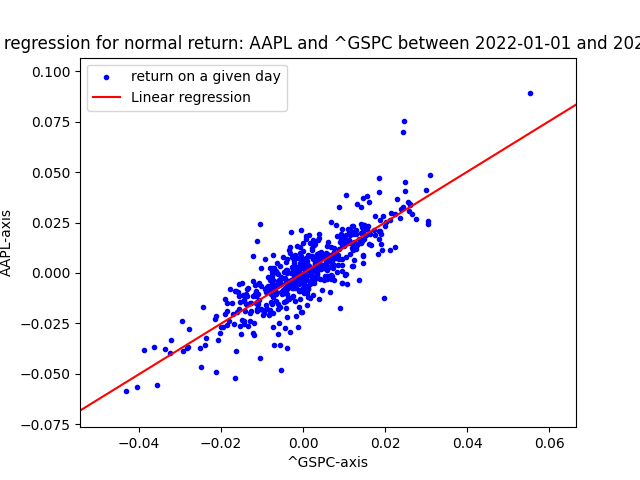 regression for normal return: AAPL and ^GSPC between 2022-01-01 and
return on a given day
Linear regression
AAPL-axis
0.100
0.075
0.050
0.025
0.000
−0.025
−0.050
−0.075
−0.04
−0.02
0.00
0.02
0.04
0.06
^GSPC-axis